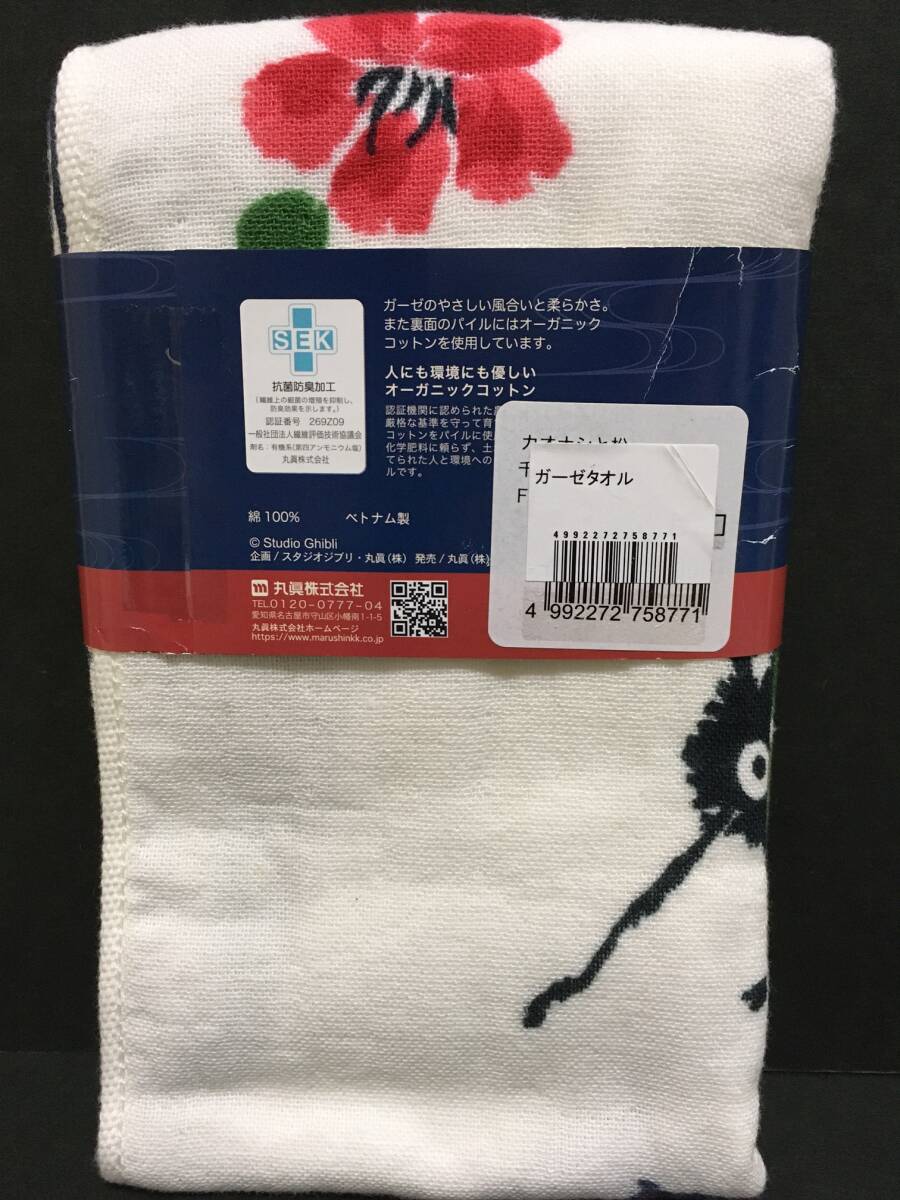 SEK
抗菌防臭加工
(繊維上の細菌の増殖を抑制し、
防臭効果を示します。)
認証番号 269Z09
一般社団法人繊維評価技術協議会
剤名:有機系(第四アンモニウム塩)
丸眞株式会社
ガーゼのやさしい風合いと柔らかさ。
また裏面のパイルにはオーガニック
コットンを使用しています。
人にも環境にも優しい
オーガニックコットン
認証機関に認められた
厳格な基準を守って育
コットンをパイルに使
化学肥料に頼らず、土
てられた人と環境への
ルです。
綿100% ベトナム製
© Studio Ghibli
企画/スタジオジブリ・丸眞(株) 発売/丸眞(株)
丸眞株式会社
TEL0120-0777-04
愛知県名古屋市守山区小幡南1-1-5
丸眞株式会社ホームページ
https://www.marushinkk.co.jp
カオナシと松
F
ガーゼタオル
4992272758771
4 992272 758771